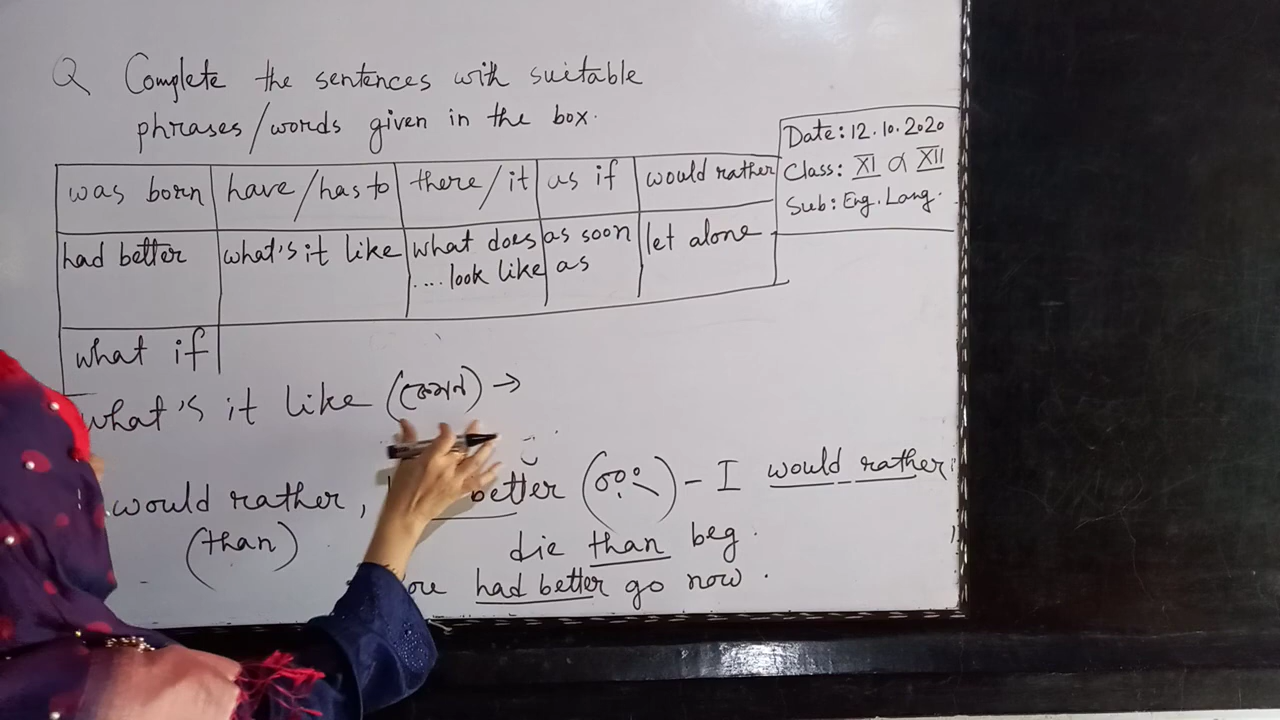 Q Complete the sentences with suitable
phrases/words given in the box.
Date: 12.10.2020
Class: XI & XII
Sub: Eng. Lang.
was born have/has to there/it as if would rather
had better what's it like what does as soon let alone
....look like as
what if
what's it like (কেমন) →
would rather, better (বরং) - I would rather
(than) die than beg.
had better go now.